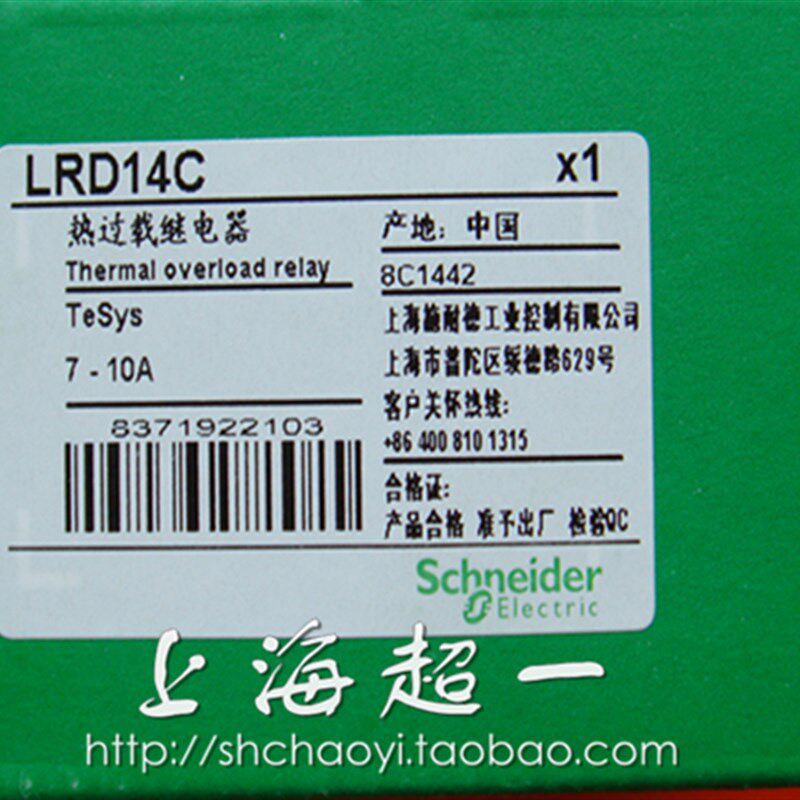 LRD14C x1
热过载继电器
Thermal overload relay
TeSys
7 - 10A
8371922103
产地: 中国
8C1442
上海施耐德工业控制有限公司
上海市普陀区绥德路629号
客户关怀热线:
+86 400 810 1315
合格证:
产品合格 准予出厂 检验QC
Schneider
Electric
上海超一
http://shchaoyi.taobao.com